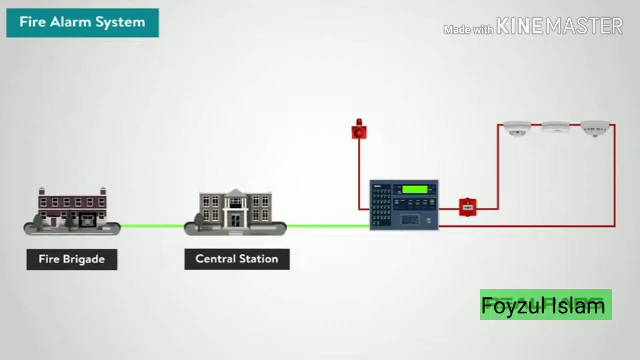 Fire Alarm System
Made with KINEMASTER
Fire Brigade
Central Station
Foyzul Islam